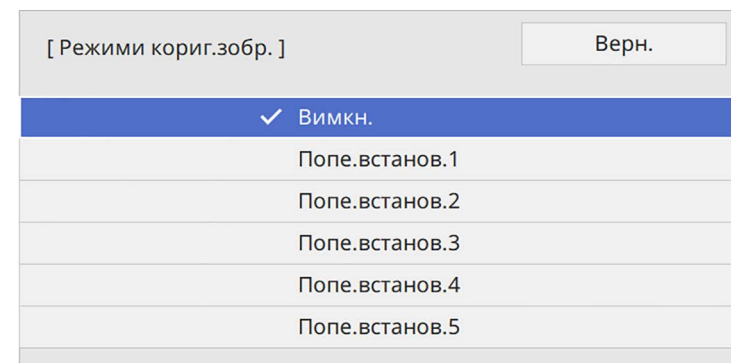 [ Режими кориг.зобр. ] Верн.
Вимкн.
Попе.встанов.1
Попе.встанов.2
Попе.встанов.3
Попе.встанов.4
Попе.встанов.5